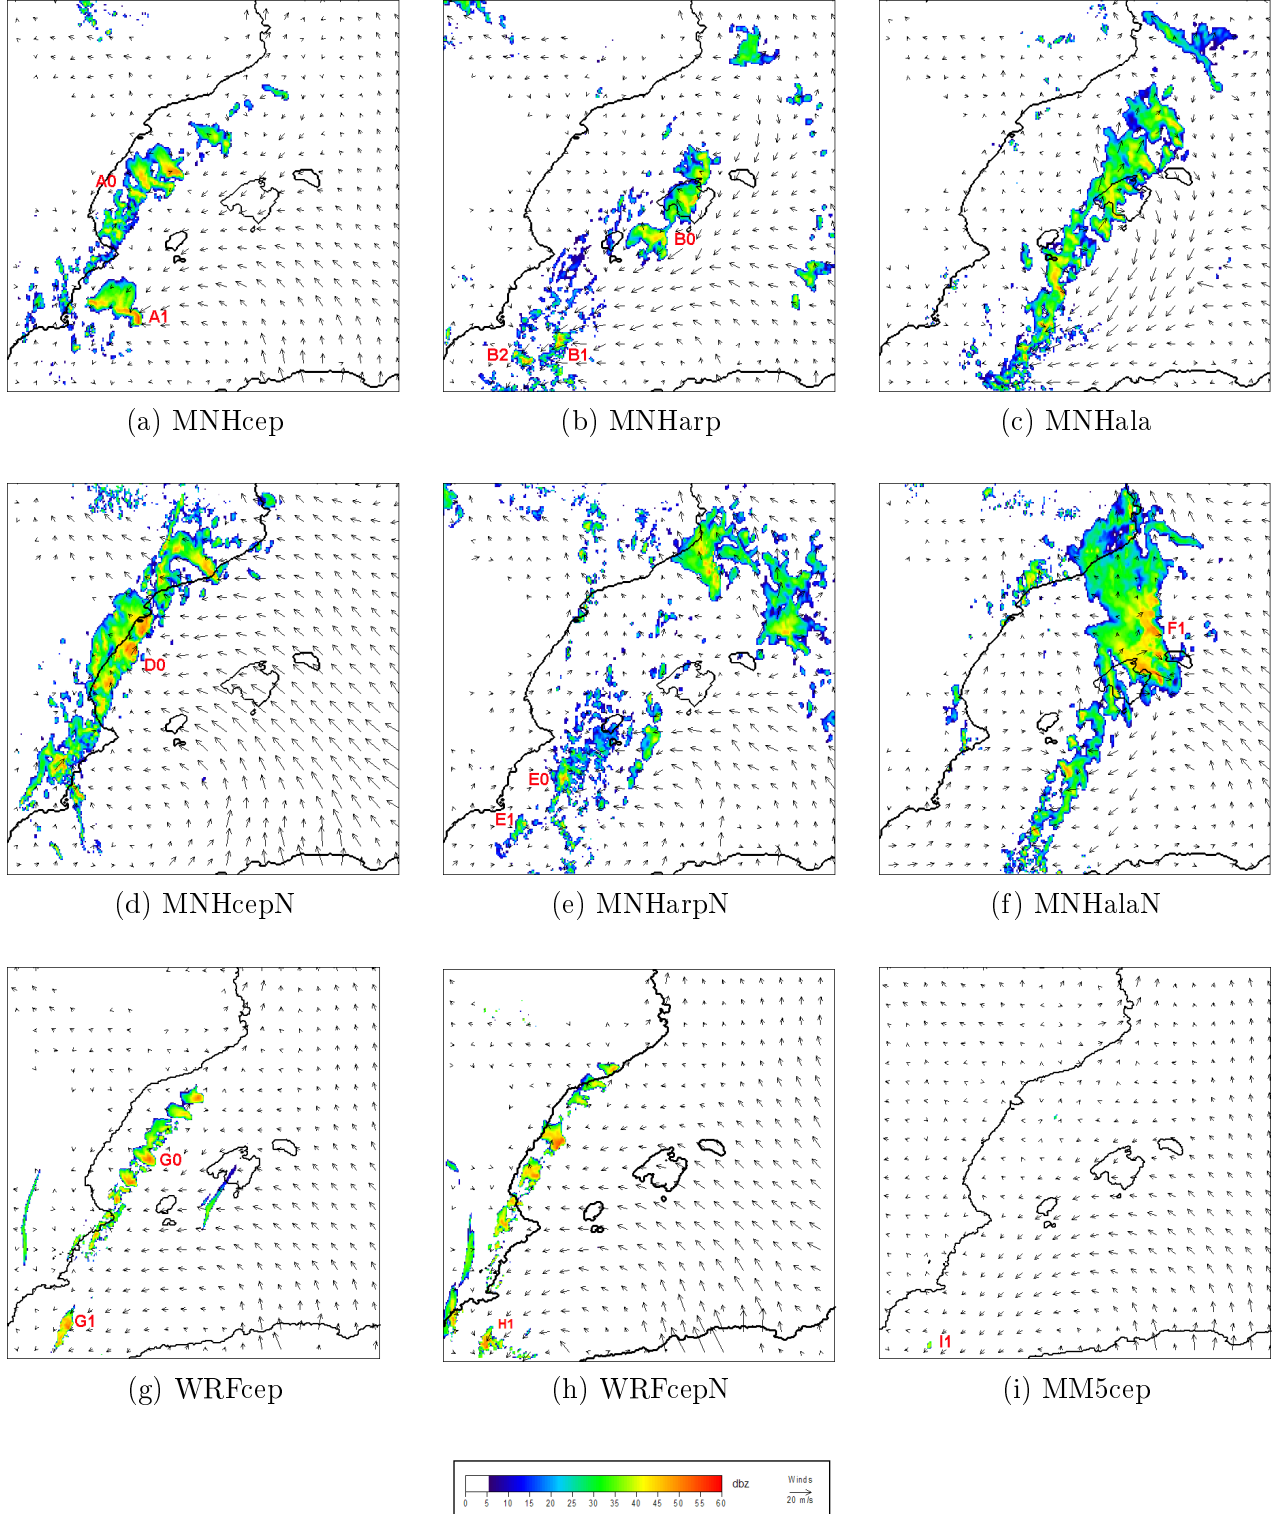 A0
A1
(a) MNHcep
B0
B2
B1
(b) MNHarp
(c) MNHala
D0
(d) MNHcepN
E0
E1
(e) MNHarpN
F1
(f) MNHalaN
G0
G1
(g) WRFcep
H1
(h) WRFcepN
I1
(i) MM5cep
dbz
0 5 10 15 20 25 30 35 40 45 50 55 60
Winds
20 m/s